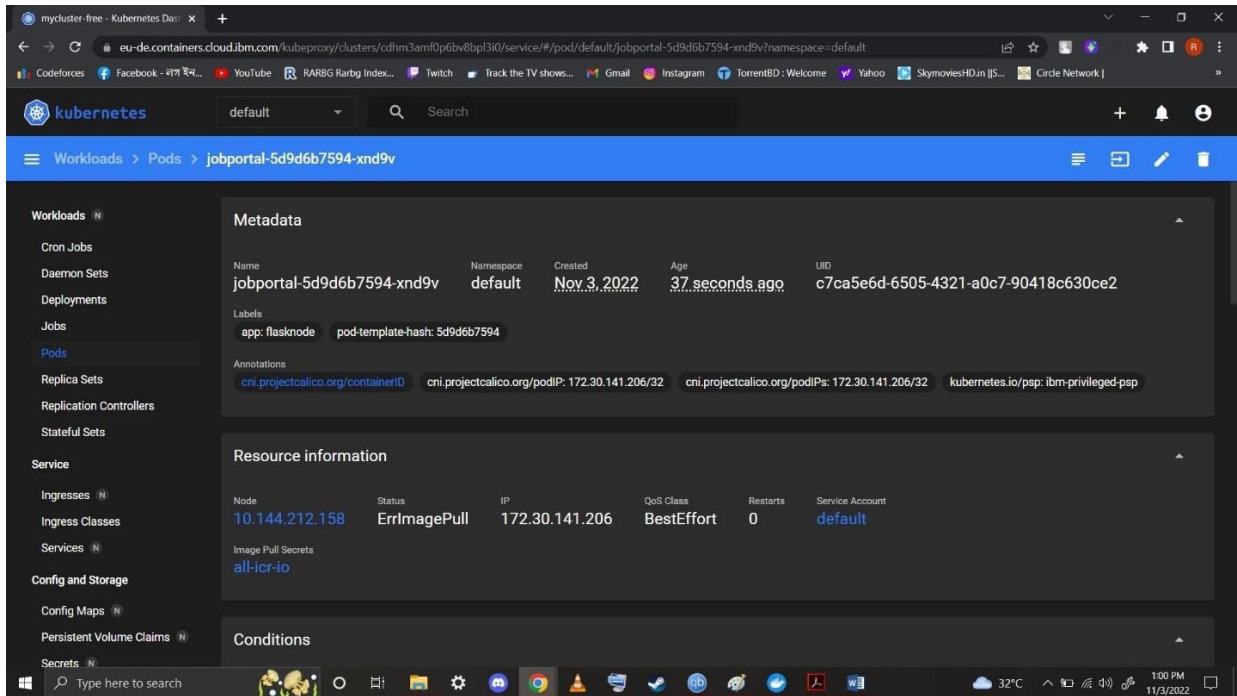 mycluster-free - Kubernetes Das
eu-de.containers.cloud.ibm.com/kubeproxy/clusters/cdhm3amf0p6bv8bpl3i0/service/#/pod/default/jobportal-5d9d6b7594-xnd9v?namespace=default
R
Codeforces Facebook - লগ ইন... YouTube RARBG Rarbg Index... Twitch Track the TV shows... Gmail Instagram TorrentBD : Welcome Yahoo SkymoviesHD.in ||S... Circle Network |
kubernetes default Search
Workloads > Pods > jobportal-5d9d6b7594-xnd9v
Workloads N
Cron Jobs
Daemon Sets
Deployments
Jobs
Pods
Replica Sets
Replication Controllers
Stateful Sets
Service
Ingresses N
Ingress Classes
Services N
Config and Storage
Config Maps N
Persistent Volume Claims N
Secrets N
Metadata
Name Namespace Created Age UID
jobportal-5d9d6b7594-xnd9v default Nov 3, 2022 37 seconds ago c7ca5e6d-6505-4321-a0c7-90418c630ce2
Labels
app: flasknode pod-template-hash: 5d9d6b7594
Annotations
cni.projectcalico.org/containerID cni.projectcalico.org/podIP: 172.30.141.206/32 cni.projectcalico.org/podIPs: 172.30.141.206/32 kubernetes.io/psp: ibm-privileged-psp
Resource information
Node Status IP QoS Class Restarts Service Account
10.144.212.158 ErrImagePull 172.30.141.206 BestEffort 0 default
Image Pull Secrets
all-icr-io
Conditions
Type here to search
qb
32°C
1:00 PM
11/3/2022